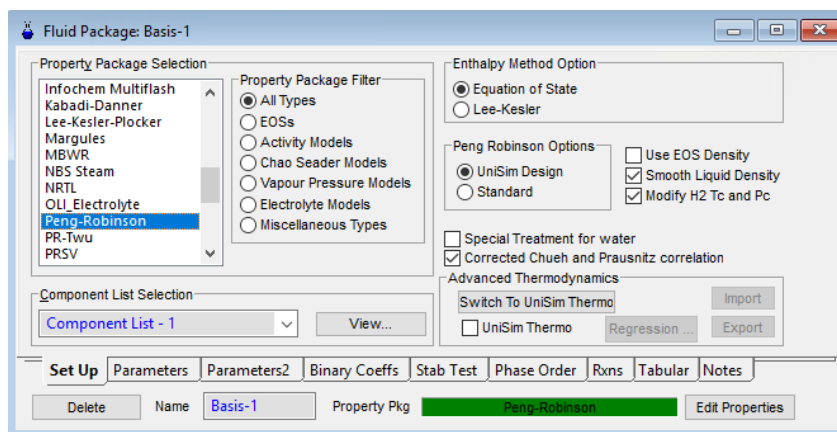 Fluid Package: Basis-1
Property Package Selection
Infochem Multiflash
Kabadi-Danner
Lee-Kesler-Plocker
Margules
MBWR
NBS Steam
NRTL
OLI_Electrolyte
Peng-Robinson
PR-Twu
PRSV
Property Package Filter
All Types
EOSs
Activity Models
Chao Seader Models
Vapour Pressure Models
Electrolyte Models
Miscellaneous Types
Enthalpy Method Option
Equation of State
Lee-Kesler
Peng Robinson Options
UniSim Design
Standard
Use EOS Density
Smooth Liquid Density
Modify H2 Tc and Pc
Special Treatment for water
Corrected Chueh and Prausnitz correlation
Component List Selection
Component List - 1
View...
Advanced Thermodynamics
Switch To UniSim Thermo
Import
UniSim Thermo
Regression ...
Export
Set Up Parameters Parameters2 Binary Coeffs Stab Test Phase Order Rxns Tabular Notes
Delete Name Basis-1 Property Pkg Peng-Robinson Edit Properties